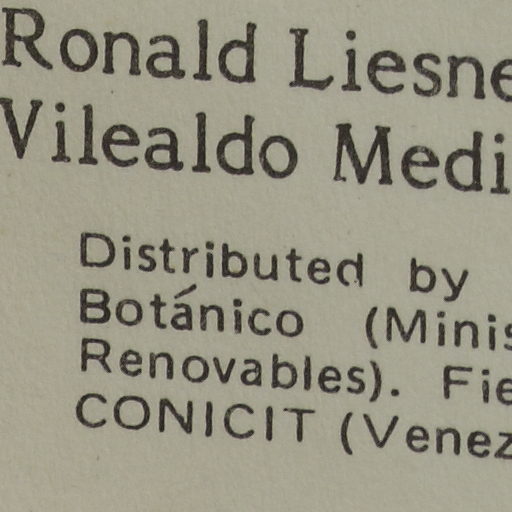 Ronald Liesne
Vilealdo Medi
Distributed by
Botánico (Minis
Renovables). Fie
CONICIT (Venez